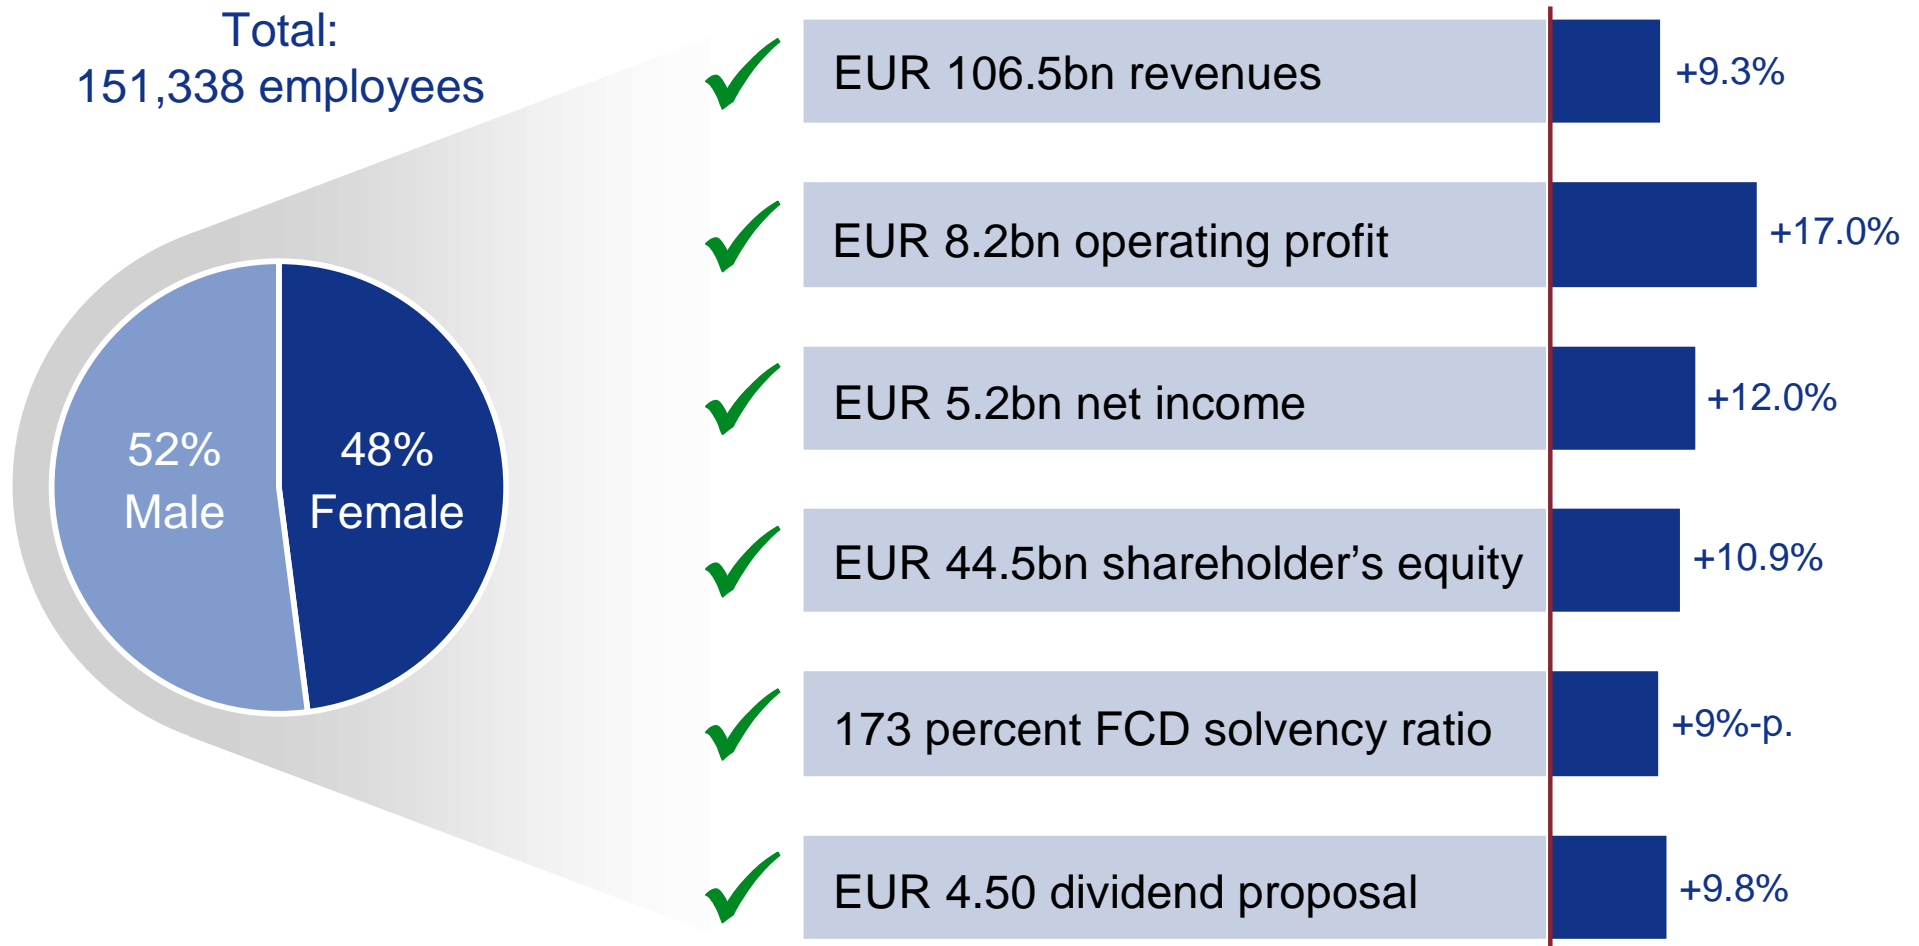 Total:
151,338 employees
52%
Male
48%
Female
EUR 106.5bn revenues
+9.3%
EUR 8.2bn operating profit
+17.0%
EUR 5.2bn net income
+12.0%
EUR 44.5bn shareholder’s equity
+10.9%
173 percent FCD solvency ratio
+9%-p.
EUR 4.50 dividend proposal
+9.8%